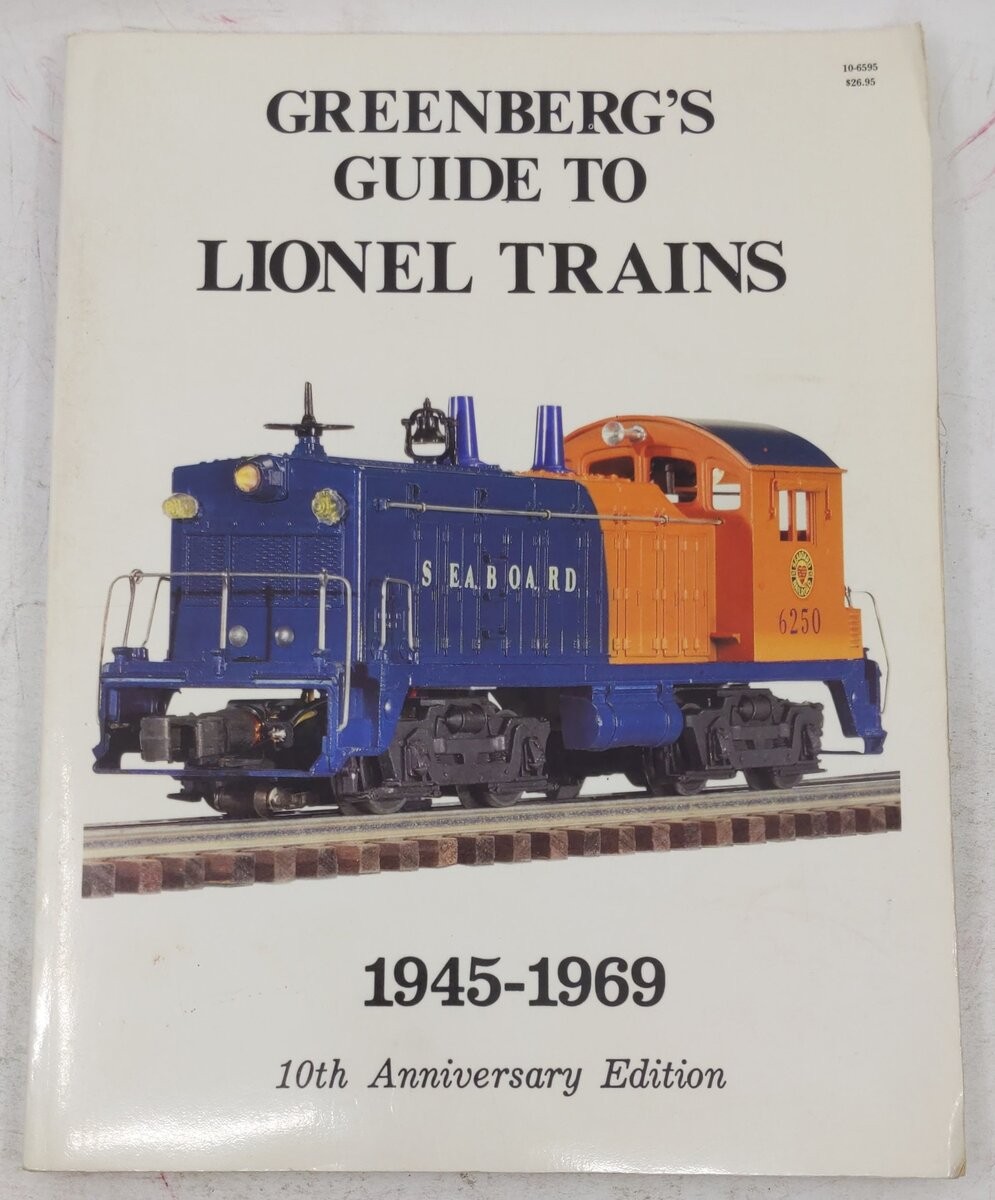 10-6595
$26.95
GREENBERG'S
GUIDE TO
LIONEL TRAINS
SEABOARD
6250
1945-1969
10th Anniversary Edition